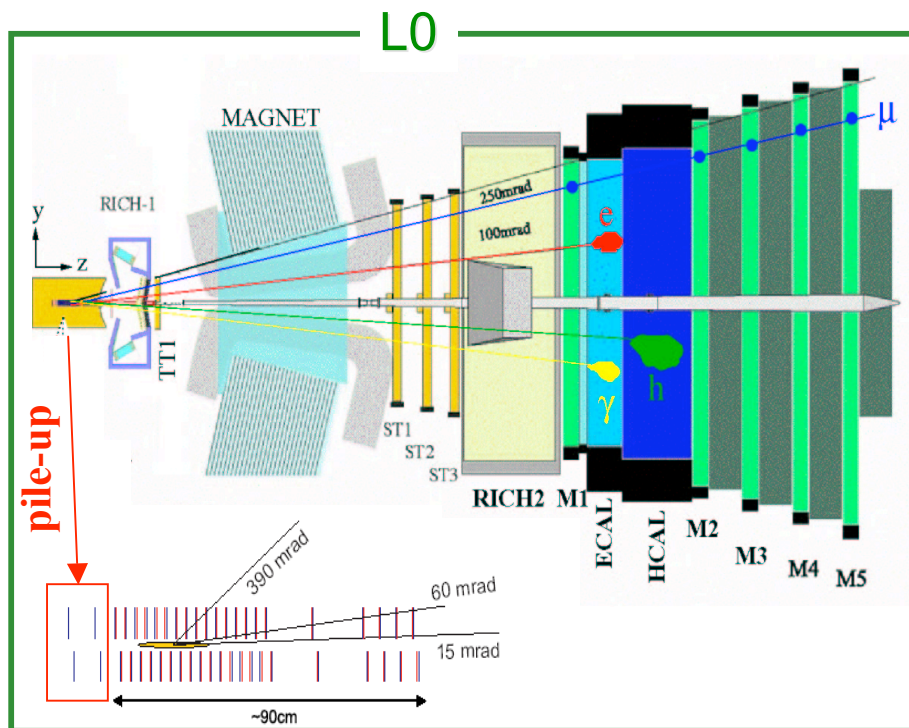 L0
MAGNET
μ
RICH-1
250mrad
e
y
100mrad
z
TT1
γ
h
ST1
ST2
ST3
pile-up
RICH2
M1
ECAL
HCAL
M2
M3
M4
M5
390 mrad
60 mrad
15 mrad
~90cm